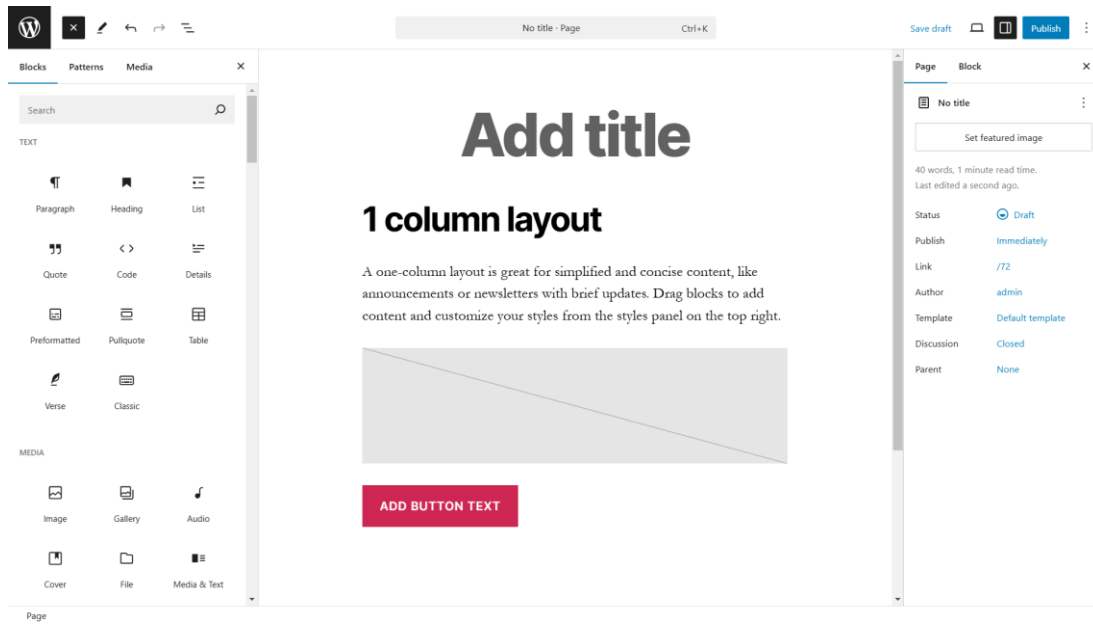 No title · Page Ctrl+K
Save draft Publish
Blocks Patterns Media
Search
TEXT
Paragraph Heading List
Quote Code Details
Preformatted Pullquote Table
Verse Classic
MEDIA
Image Gallery Audio
Cover File Media & Text
Page
Add title
1 column layout
A one-column layout is great for simplified and concise content, like
announcements or newsletters with brief updates. Drag blocks to add
content and customize your styles from the styles panel on the top right.
ADD BUTTON TEXT
Page Block
No title
Set featured image
40 words, 1 minute read time.
Last edited a second ago.
Status Draft
Publish Immediately
Link /72
Author admin
Template Default template
Discussion Closed
Parent None